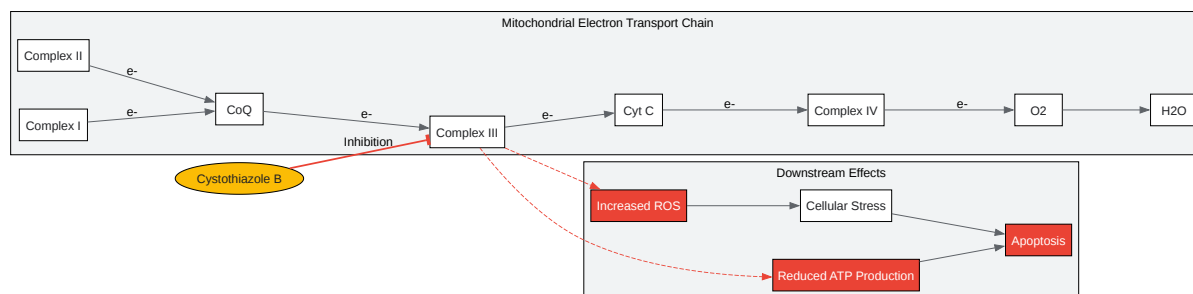 Mitochondrial Electron Transport Chain
Complex II
e-
Complex I
e-
CoQ
e-
Complex III
e-
Cyt C
e-
Complex IV
e-
O2
H2O
Inhibition
Cystothiazole B
Downstream Effects
Increased ROS
Cellular Stress
Apoptosis
Reduced ATP Production